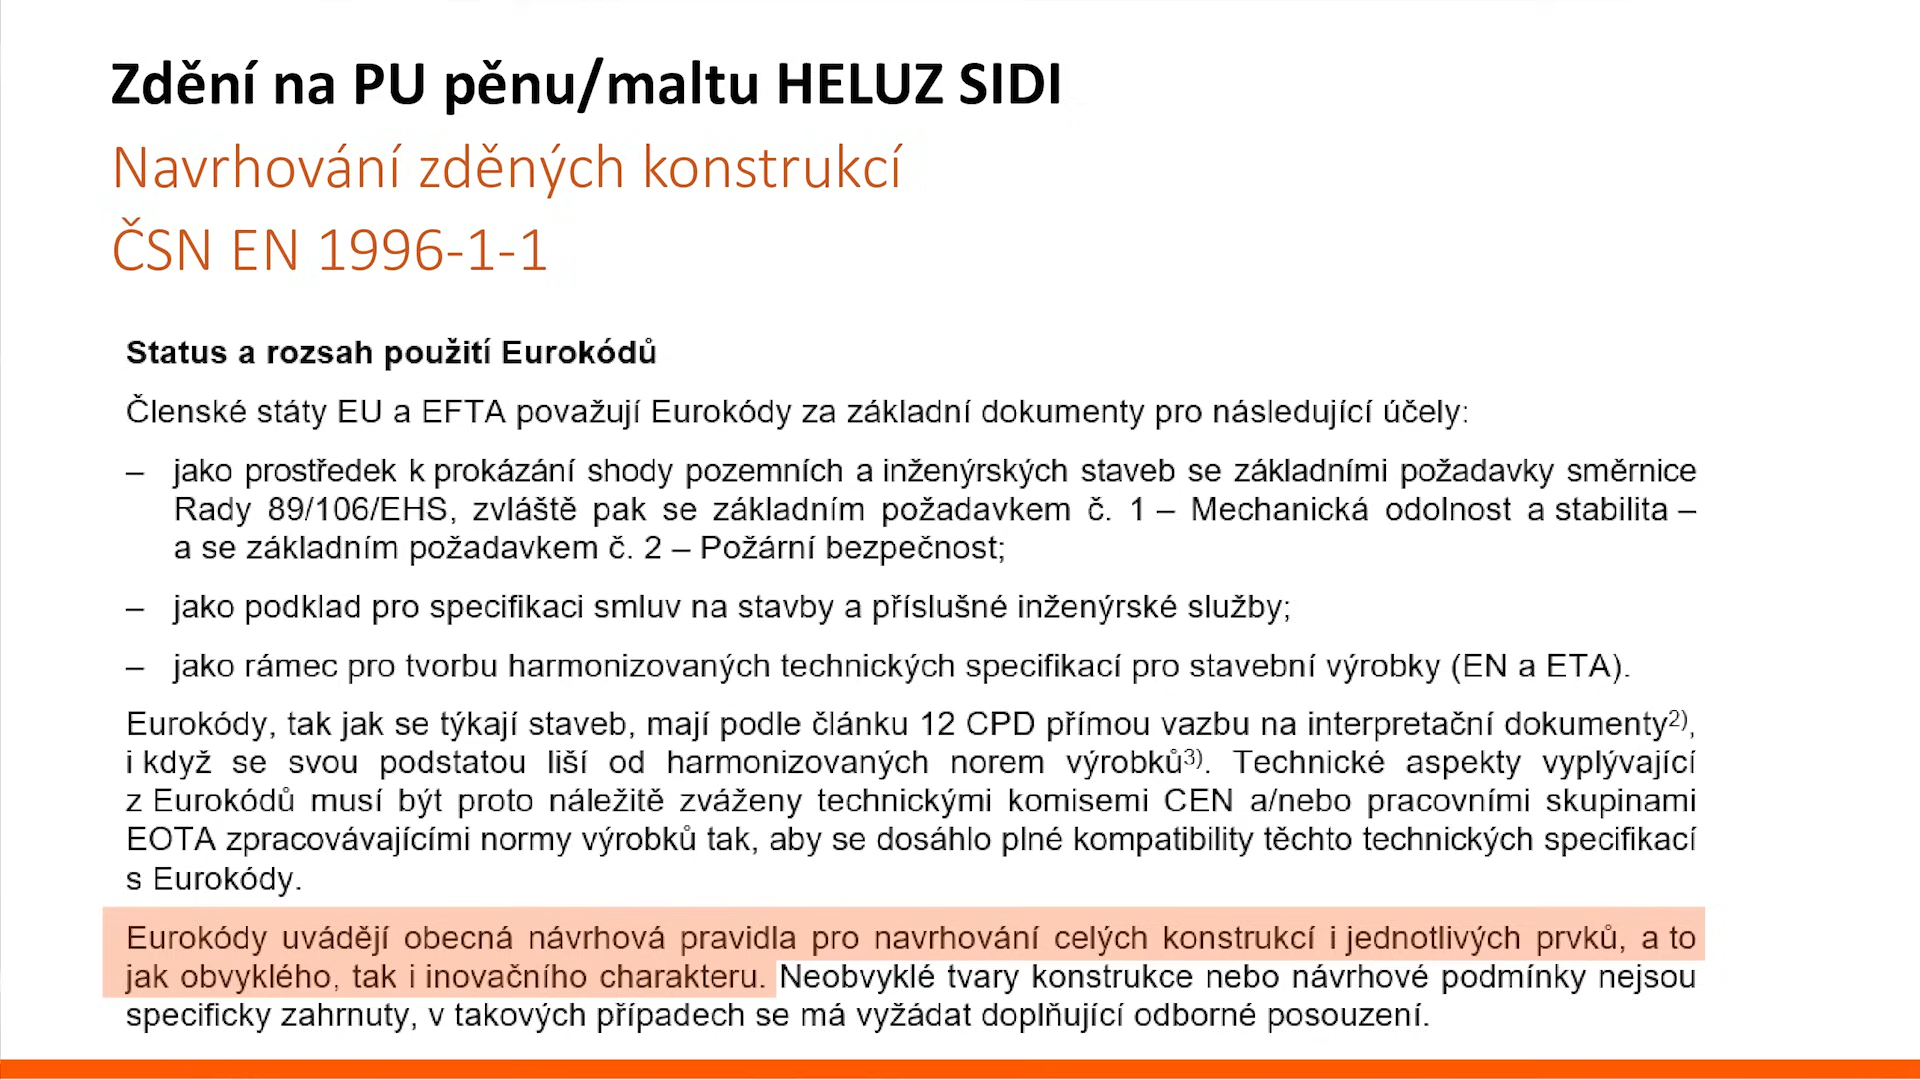 Zdění na PU pěnu/maltu HELUZ SIDI
Navrhování zděných konstrukcí
ČSN EN 1996-1-1
Status a rozsah použití Eurokódů
Členské státy EU a EFTA považují Eurokódy za základní dokumenty pro následující účely:
– jako prostředek k prokázání shody pozemních a inženýrských staveb se základními požadavky směrnice
Rady 89/106/EHS, zvláště pak se základním požadavkem č. 1 – Mechanická odolnost a stabilita –
a se základním požadavkem č. 2 – Požární bezpečnost;
– jako podklad pro specifikaci smluv na stavby a příslušné inženýrské služby;
– jako rámec pro tvorbu harmonizovaných technických specifikací pro stavební výrobky (EN a ETA).
Eurokódy, tak jak se týkají staveb, mají podle článku 12 CPD přímou vazbu na interpretační dokumenty2),
i když se svou podstatou liší od harmonizovaných norem výrobků3). Technické aspekty vyplývající
z Eurokódů musí být proto náležitě zváženy technickými komisemi CEN a/nebo pracovními skupinami
EOTA zpracovávajícími normy výrobků tak, aby se dosáhlo plné kompatibility těchto technických specifikací
s Eurokódy.
Eurokódy uvádějí obecná návrhová pravidla pro navrhování celých konstrukcí i jednotlivých prvků, a to
jak obvyklého, tak i inovačního charakteru. Neobvyklé tvary konstrukce nebo návrhové podmínky nejsou
specificky zahrnuty, v takových případech se má vyžádat doplňující odborné posouzení.